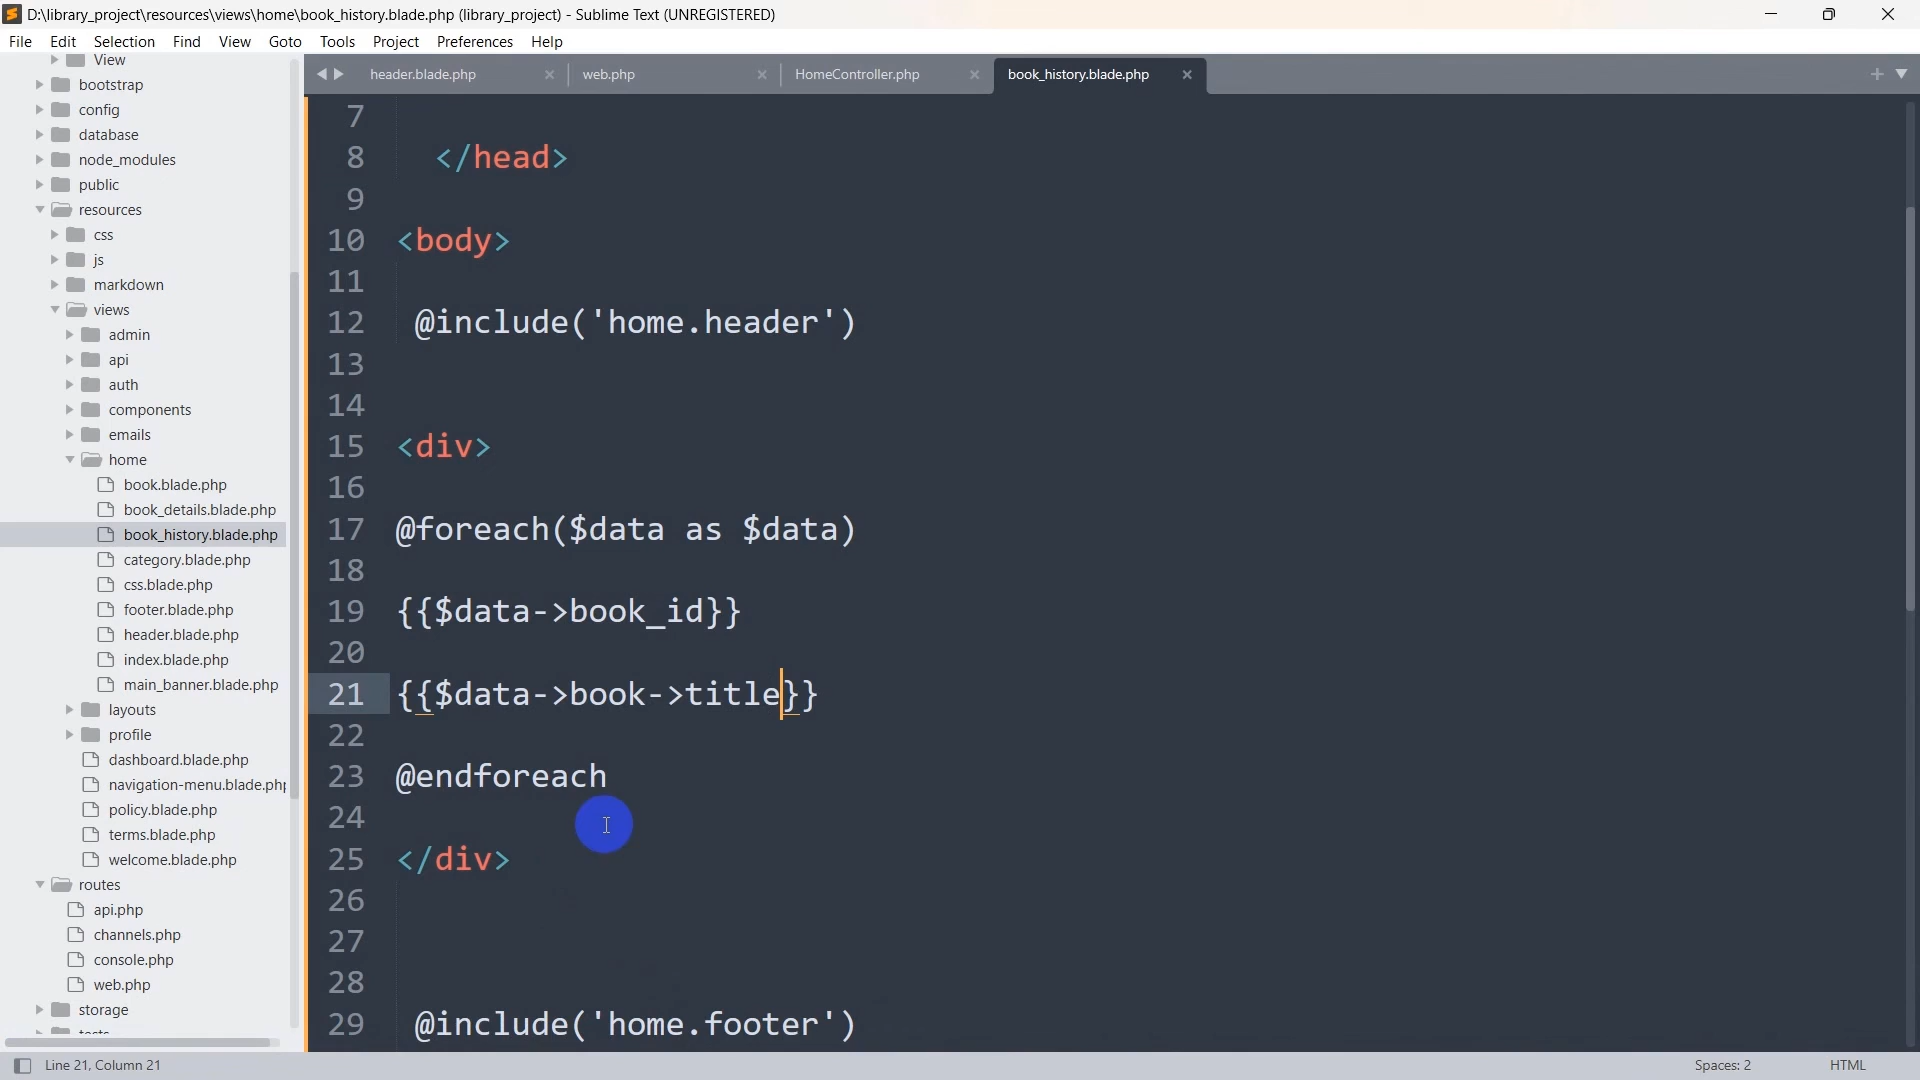 D:\library_project\resources\views\home\book_history.blade.php (library_project) - Sublime Text (UNREGISTERED)
File Edit Selection Find View Goto Tools Project Preferences Help
View
bootstrap
config
database
node_modules
public
resources
css
js
markdown
views
admin
api
auth
components
emails
home
book.blade.php
book_details.blade.php
book_history.blade.php
category.blade.php
css.blade.php
footer.blade.php
header.blade.php
index.blade.php
main_banner.blade.php
layouts
profile
dashboard.blade.php
navigation-menu.blade.php
policy.blade.php
terms.blade.php
welcome.blade.php
routes
api.php
channels.php
console.php
web.php
storage
tests
header.blade.php web.php HomeController.php book_history.blade.php
7
8 </head>
9
10 <body>
11
12 @include('home.header')
13
14
15 <div>
16
17 @foreach($data as $data)
18
19 {{$data->book_id}}
20
21 {{$data->book->title}}
22
23 @endforeach
24
25 </div>
26
27
28
29 @include('home.footer')
Line 21, Column 21 Spaces: 2 HTML